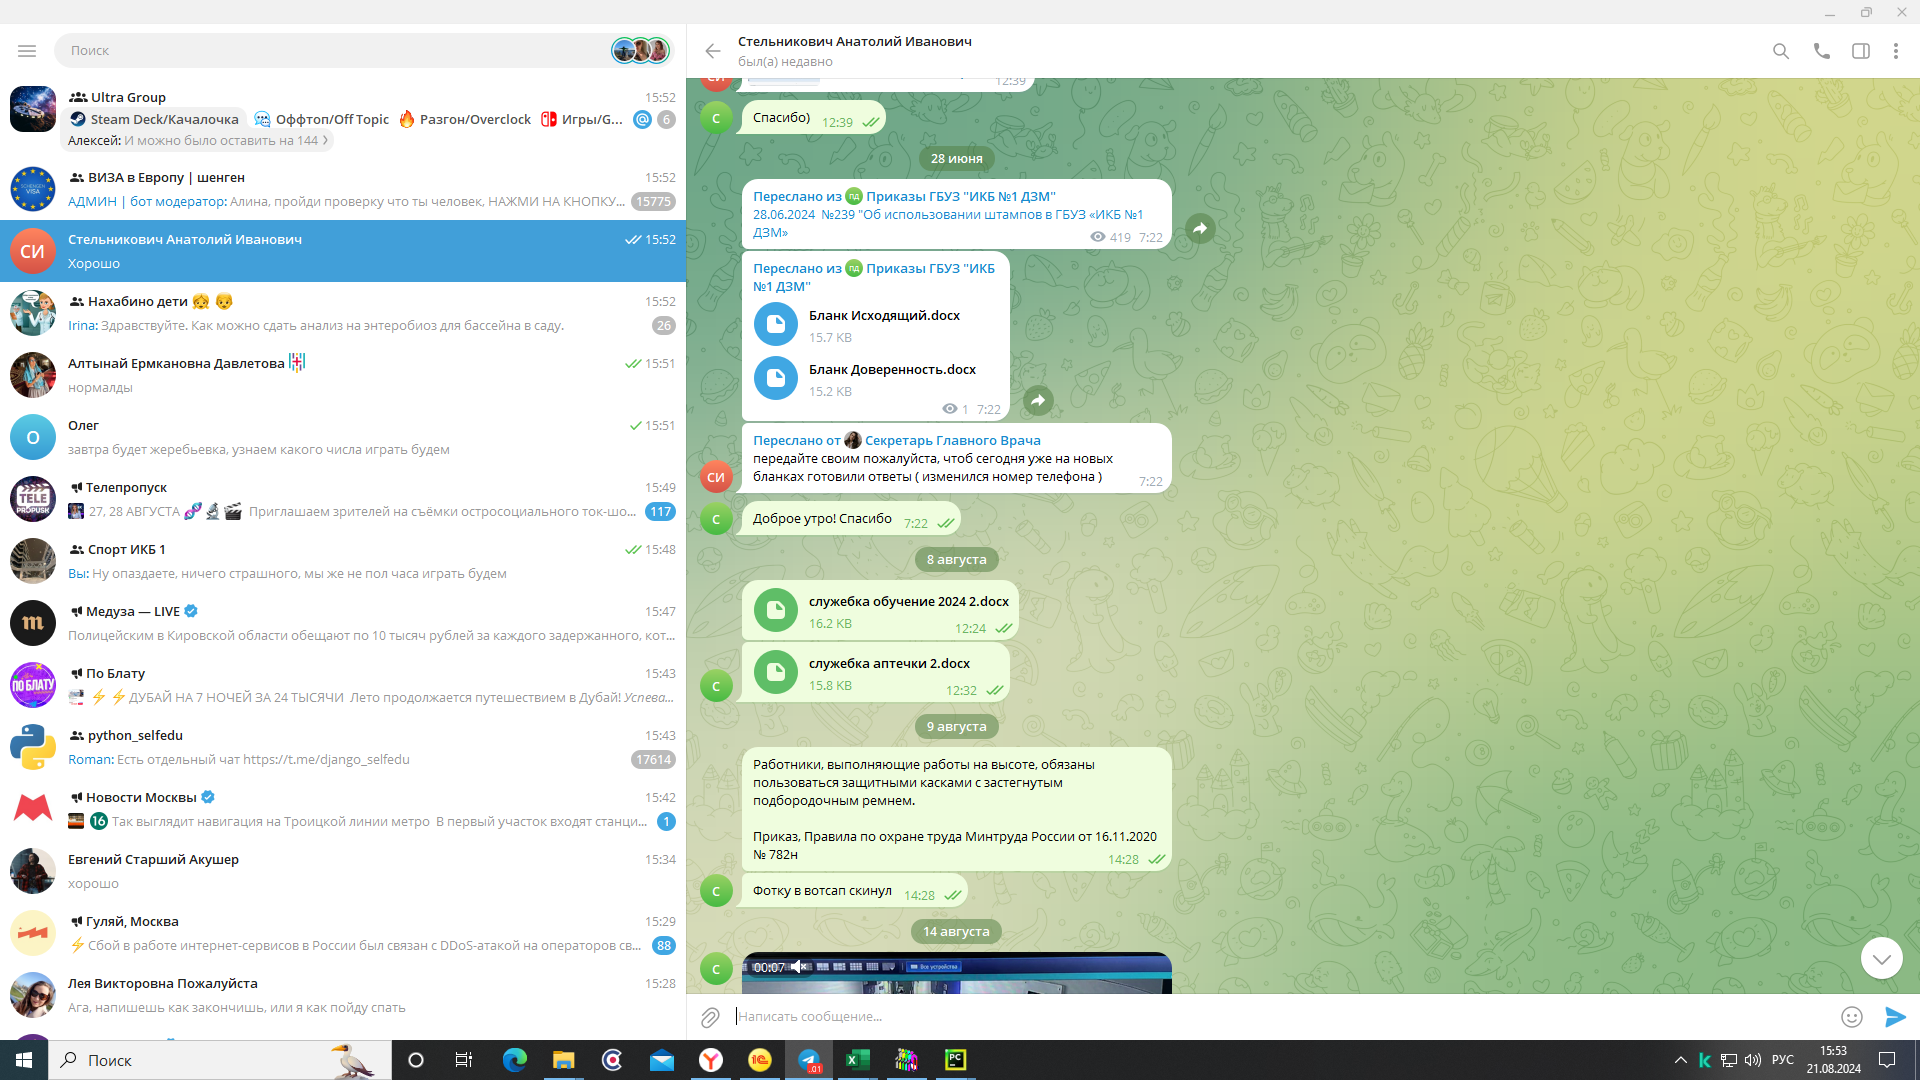 Поиск
Ultra Group
15:52
Steam Deck/Качалочка
Оффтоп/Off Topic
Разгон/Overclock
Игры/G...
@
6
Алексей: И можно было оставить на 144
SCHENGEN
VISA
ВИЗА в Европу | шенген
15:52
АДМИН | бот модератор: Алина, пройди проверку что ты человек, НАЖМИ НА КНОПКУ...
15775
СИ
Стельникович Анатолий Иванович
15:52
Хорошо
Нахабино дети
15:52
Irina: Здравствуйте. Как можно сдать анализ на энтеробиоз для бассейна в саду.
26
Алтынай Ермкановна Давлетова
15:51
нормалды
О
Олег
15:51
завтра будет жеребьевка, узнаем какого числа играть будем
TELE
PROPUSK
Телепропуск
15:49
27, 28 АВГУСТА Приглашаем зрителей на съёмки остросоциального ток-шо...
117
Спорт ИКБ 1
15:48
Вы: Ну опаздаете, ничего страшного, мы же не пол часа играть будем
m
Медуза — LIVE
15:47
Полицейским в Кировской области обещают по 10 тысяч рублей за каждого задержанного, кот...
ПО БЛАТУ
По Блату
15:43
ДУБАЙ НА 7 НОЧЕЙ ЗА 24 ТЫСЯЧИ Лето продолжается путешествием в Дубай! Успева...
python_selfedu
15:43
Roman: Есть отдельный чат https://t.me/django_selfedu
17614
Новости Москвы
15:42
16 Так выглядит навигация на Троицкой линии метро В первый участок входят станци...
1
Евгений Старший Акушер
15:34
хорошо
Гуляй, Москва
15:29
Сбой в работе интернет-сервисов в России был связан с DDoS-атакой на операторов св...
88
Лея Викторовна Пожалуйста
15:28
Ага, напишешь как закончишь, или я как пойду спать
Стельникович Анатолий Иванович
был(а) недавно
СИ
12:39
С
Спасибо)
12:39
28 июня
Переслано из ПД Приказы ГБУЗ "ИКБ №1 ДЗМ"
28.06.2024 №239 "Об использовании штампов в ГБУЗ «ИКБ №1
ДЗМ»
419 7:22
Переслано из ПД Приказы ГБУЗ "ИКБ
№1 ДЗМ"
Бланк Исходящий.docx
15.7 KB
Бланк Доверенность.docx
15.2 KB
1 7:22
Переслано от Секретарь Главного Врача
передайте своим пожалуйста, чтоб сегодня уже на новых
бланках готовили ответы ( изменился номер телефона )
7:22
СИ
С
Доброе утро! Спасибо
7:22
8 августа
служебка обучение 2024 2.docx
16.2 KB
12:24
служебка аптечки 2.docx
15.8 KB
12:32
С
9 августа
Работники, выполняющие работы на высоте, обязаны
пользоваться защитными касками с застегнутым
подбородочным ремнем.
Приказ, Правила по охране труда Минтруда России от 16.11.2020
№ 782н
14:28
С
Фотку в вотсап скинул
14:28
14 августа
С
00:07
Все устройства
Написать сообщение...
Поиск
Y
1С
.01
X
PC
РУС
15:53
21.08.2024